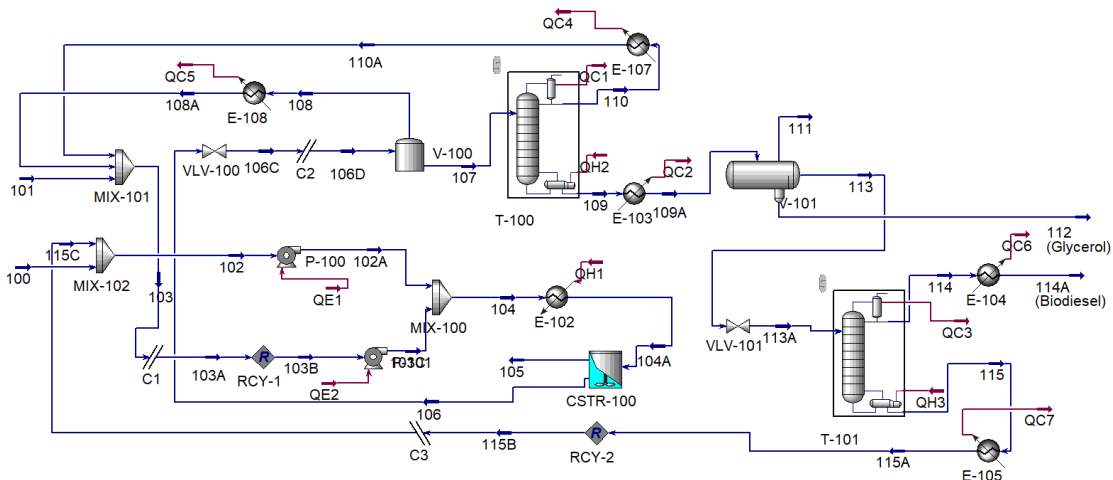 QC4
110A
E-107
QC5
108A
108
E-108
QC1
110
VLV-100
106C
C2
106D
V-100
107
QH2
QC2
T-100
109
E-103
109A
111
V-101
113
101
MIX-101
115C
100
MIX-102
103
102
P-100
102A
QE1
MIX-100
104
QH1
E-102
112
(Glycerol)
QC6
114
E-104
114A
(Biodiesel)
QC3
VLV-101
113A
C1
103A
RCY-1
103B
QE2
105
104A
CSTR-100
106
QH3
115
QC7
T-101
C3
115B
RCY-2
115A
E-105